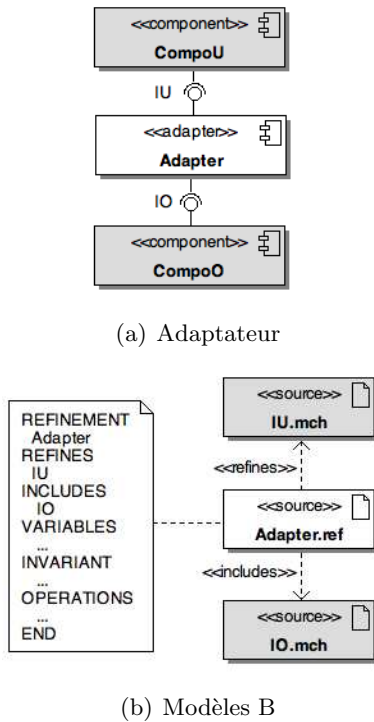 <<component>>
CompoU
IU
<<adapter>>
Adapter
IO
<<component>>
CompoO
(a) Adaptateur
REFINEMENT
Adapter
REFINES
IU
INCLUDES
IO
VARIABLES
...
INVARIANT
...
OPERATIONS
...
END
<<source>>
IU.mch
<<refines>>
<<source>>
Adapter.ref
<<includes>>
<<source>>
IO.mch
(b) Modèles B